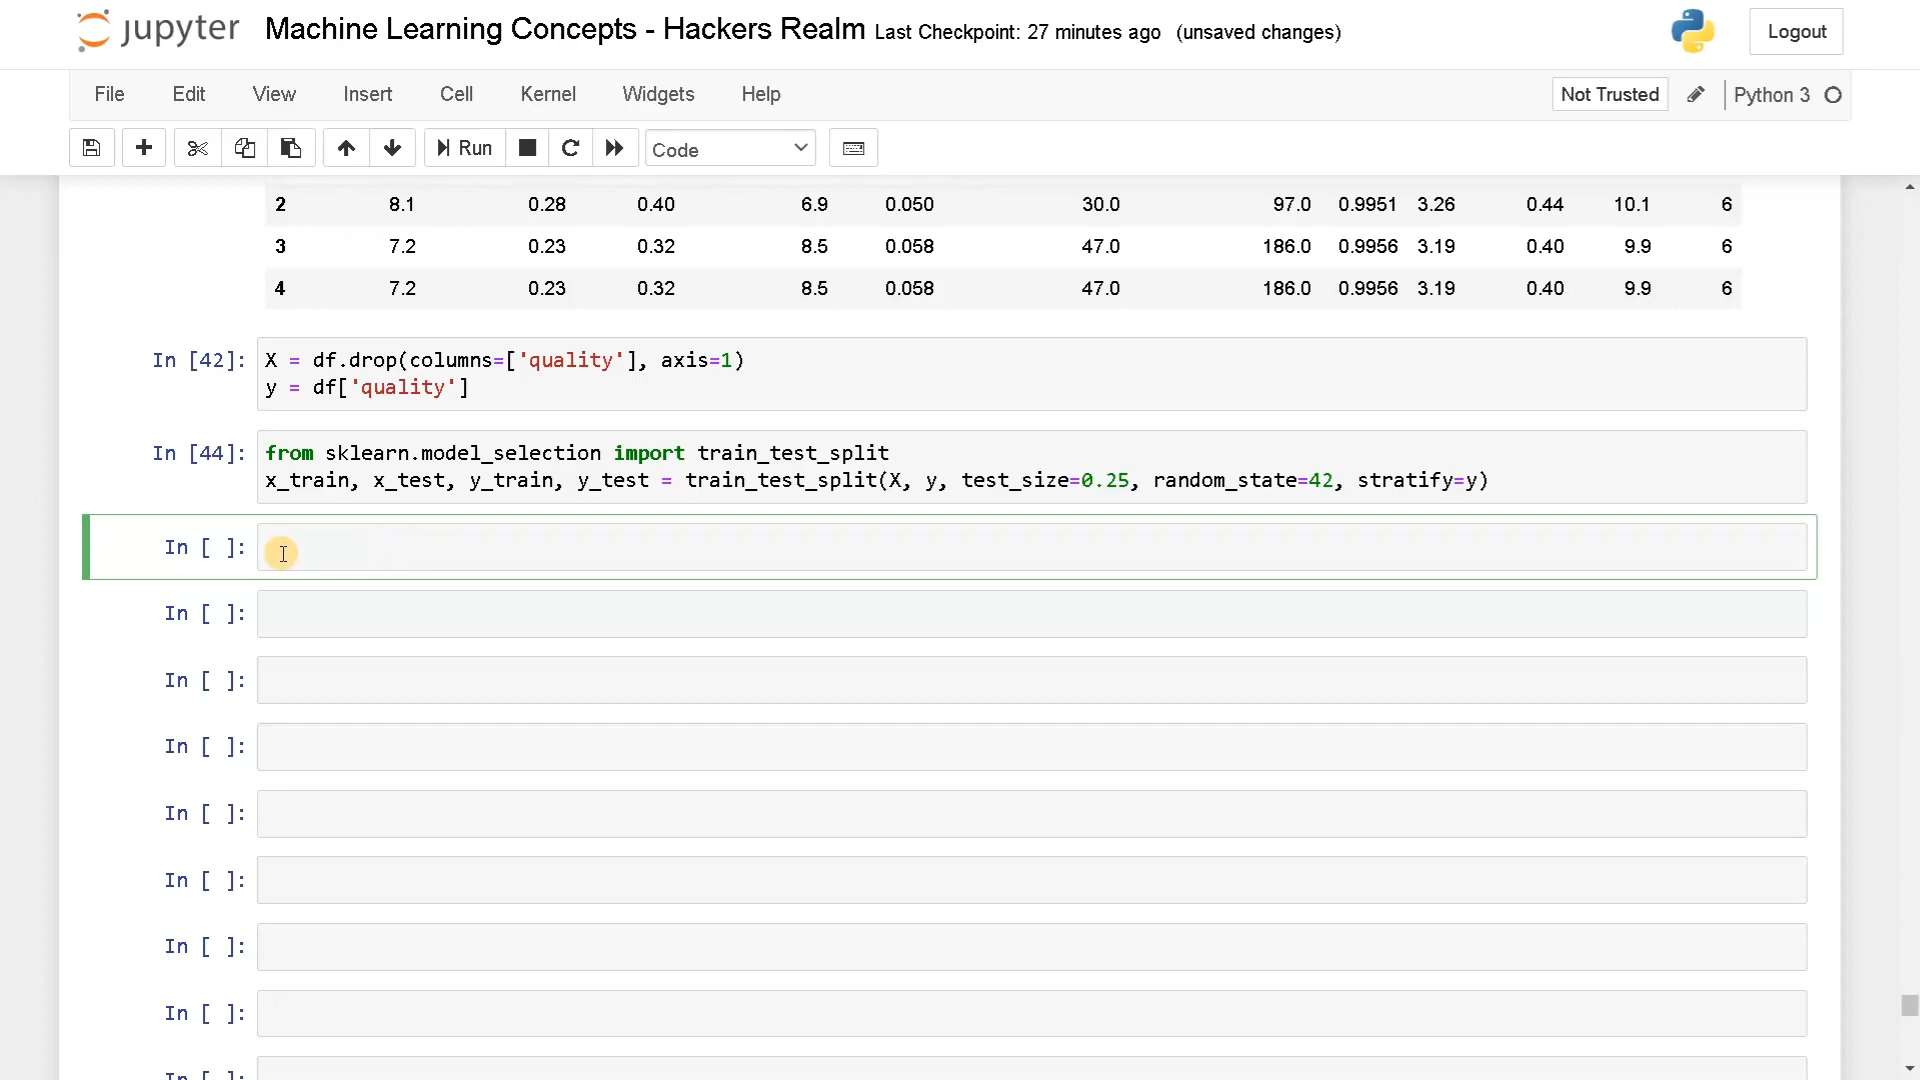 jupyter Machine Learning Concepts - Hackers Realm Last Checkpoint: 27 minutes ago (unsaved changes) Logout
File Edit View Insert Cell Kernel Widgets Help Not Trusted Python 3
Run Code
2 8.1 0.28 0.40 6.9 0.050 30.0 97.0 0.9951 3.26 0.44 10.1 6
3 7.2 0.23 0.32 8.5 0.058 47.0 186.0 0.9956 3.19 0.40 9.9 6
4 7.2 0.23 0.32 8.5 0.058 47.0 186.0 0.9956 3.19 0.40 9.9 6
In [42]: X = df.drop(columns=['quality'], axis=1)
y = df['quality']
In [44]: from sklearn.model_selection import train_test_split
x_train, x_test, y_train, y_test = train_test_split(X, y, test_size=0.25, random_state=42, stratify=y)
In [ ]:
In [ ]:
In [ ]:
In [ ]:
In [ ]:
In [ ]:
In [ ]:
In [ ]:
In [ ]: